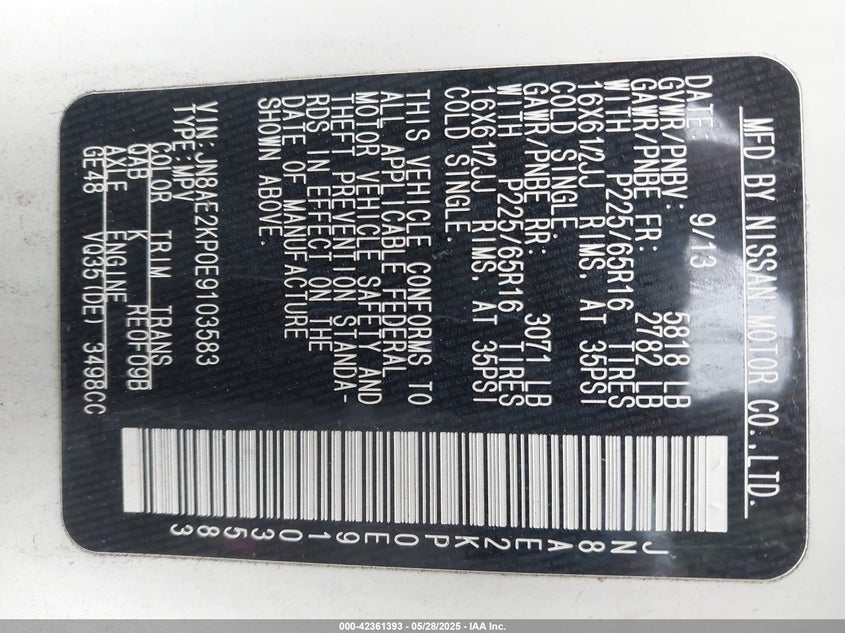 MFD BY NISSAN MOTOR CO.,LTD.
DATE: 9/13
GVWR/PNBV: 5818 LB
GAWR/PNBE FR: 2782 LB
WITH P225/65R16 TIRES
16X61/2JJ RIMS. AT 35PSI
COLD SINGLE.
GAWR/PNBE RR: 3071 LB
WITH P225/65R16 TIRES
16X61/2JJ RIMS. AT 35PSI
COLD SINGLE.
THIS VEHICLE CONFORMS TO
ALL APPLICABLE FEDERAL
MOTOR VEHICLE SAFETY AND
THEFT PREVENTION STANDA-
RDS IN EFFECT ON THE
DATE OF MANUFACTURE
SHOWN ABOVE.
VIN: JN8AE2KP0E9103583
TYPE:MPV
COLOR TRIM TRANS
QAB K RE0F09B
AXLE ENGINE
GE48 VQ35(DE) 3498CC
JN8AE2KP0E9103583
000-42361393 - 05/28/2025 - IAA Inc.